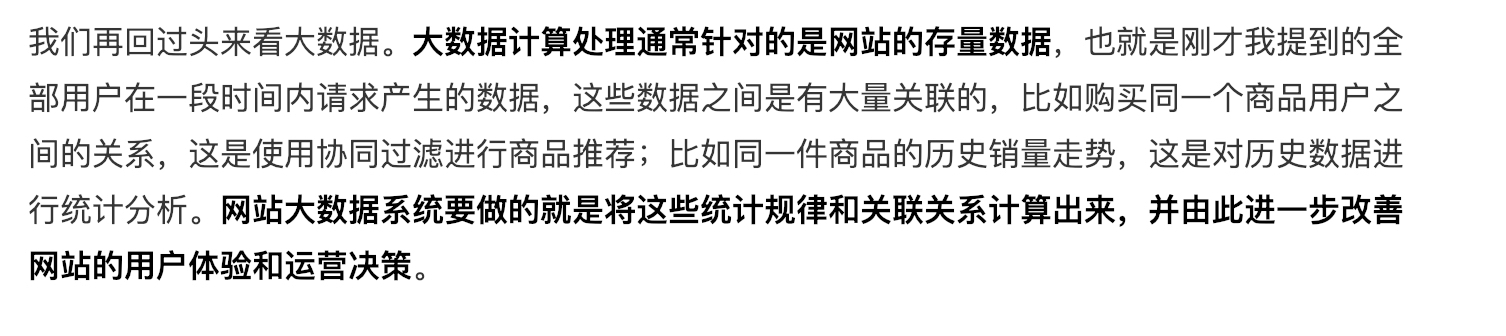 我们再回过头来看大数据。大数据计算处理通常针对的是网站的存量数据，也就是刚才我提到的全
部用户在一段时间内请求产生的数据，这些数据之间是有大量关联的，比如购买同一个商品用户之
间的关系，这是使用协同过滤进行商品推荐；比如同一件商品的历史销量走势，这是对历史数据进
行统计分析。网站大数据系统要做的就是将这些统计规律和关联关系计算出来，并由此进一步改善
网站的用户体验和运营决策。